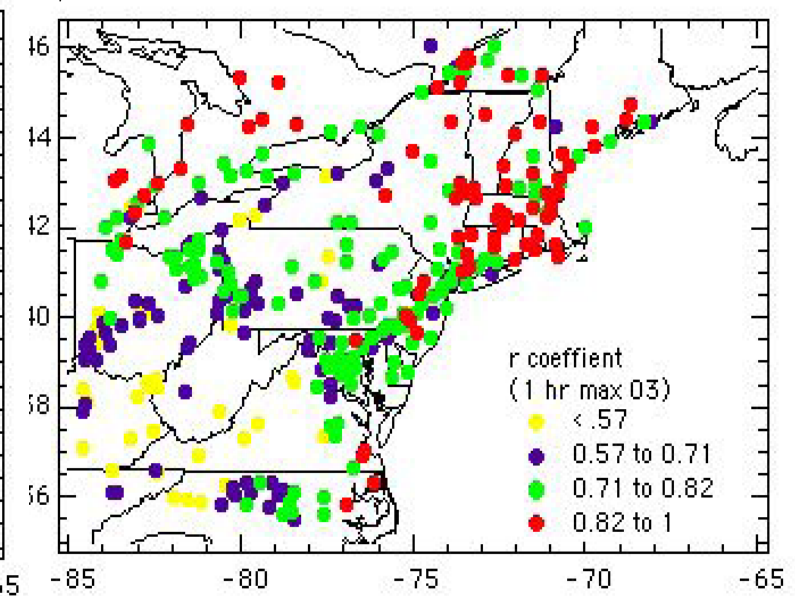 46
44
42
40
38
36
r coeffient
(1 hr max 03)
< .57
0.57 to 0.71
0.71 to 0.82
0.82 to 1
5 -85 -80 -75 -70 -65